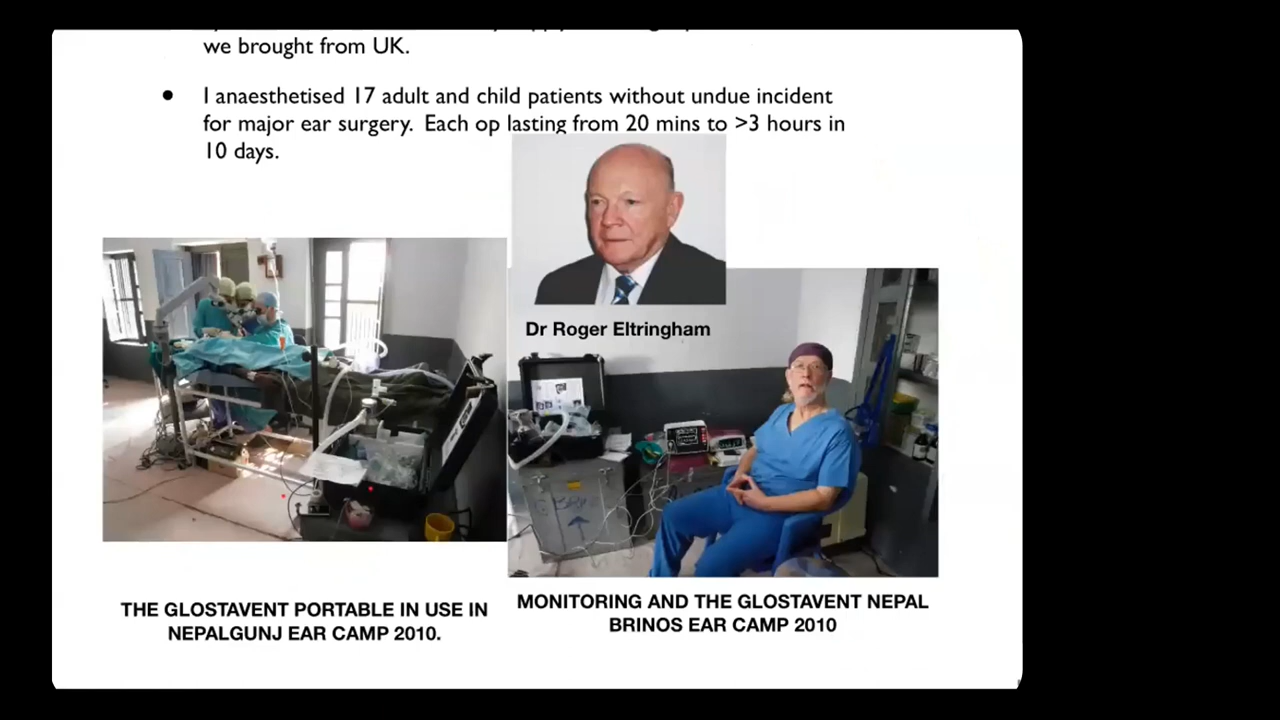 we brought from UK.
• I anaesthetised 17 adult and child patients without undue incident
for major ear surgery. Each op lasting from 20 mins to >3 hours in
10 days.
Dr Roger Eltringham
THE GLOSTAVENT PORTABLE IN USE IN
NEPALGUNJ EAR CAMP 2010.
MONITORING AND THE GLOSTAVENT NEPAL
BRINOS EAR CAMP 2010